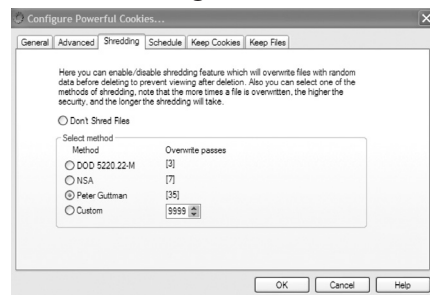 Configure Powerful Cookies...
General Advanced Shredding Schedule Keep Cookies Keep Files
Here you can enable/disable shredding feature which will overwrite files with random
data before deleting to prevent viewing after deletion. Also you can select one of the
methods of shredding, note that the more times a file is overwritten, the higher the
security, and the longer the shredding will take.
Don't Shred Files
Select method
Method Overwrite passes
DOD 5220.22-M [3]
NSA [7]
Peter Guttman [35]
Custom 9999
OK Cancel Help